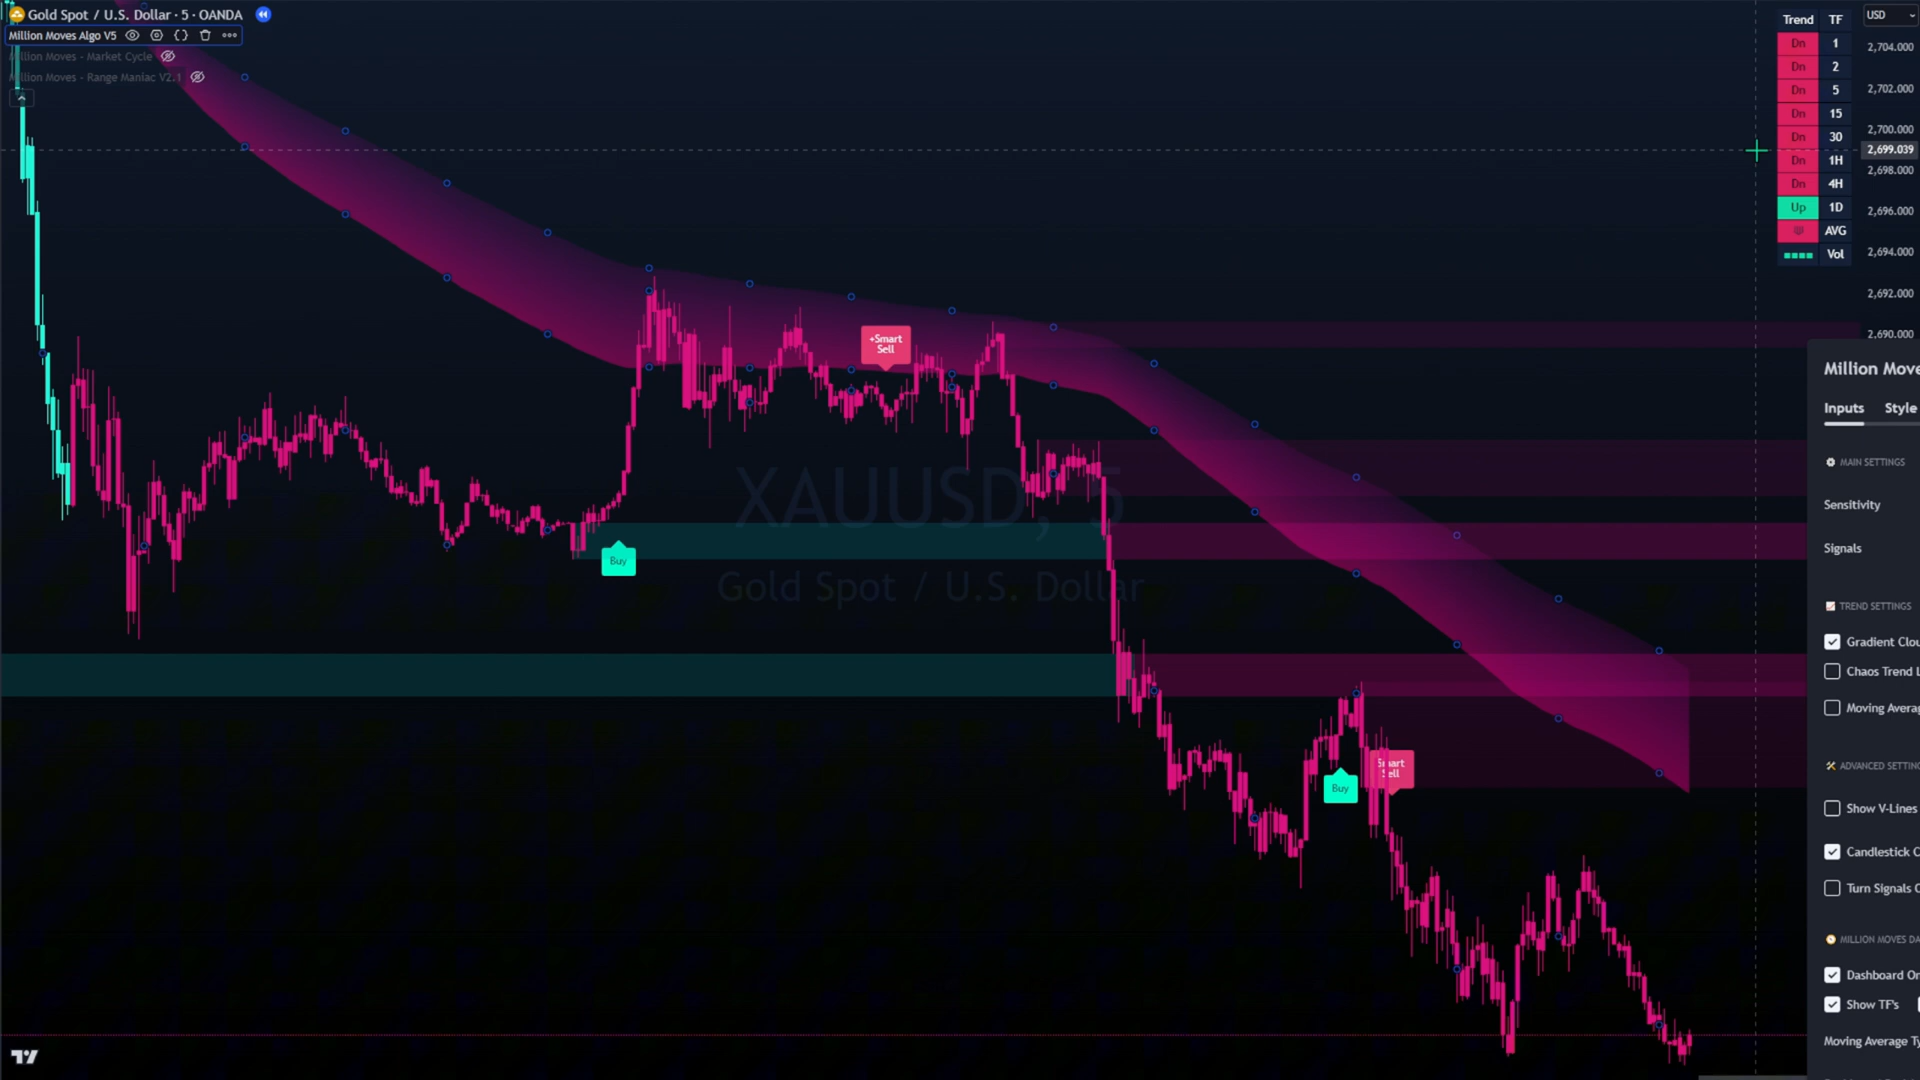 Gold Spot / U.S. Dollar · 5 · OANDA
Million Moves Algo V5
Million Moves - Market Cycle
Million Moves - Range Maniac V2.1
Trend TF
Dn 1
Dn 2
Dn 5
Dn 15
Dn 30
Dn 1H
Dn 4H
Up 1D
AVG
Vol
USD
2,704.000
2,702.000
2,700.000
2,699.039
2,698.000
2,696.000
2,694.000
2,692.000
2,690.000
+Smart
Sell
XAUUSD, 5
Gold Spot / U.S. Dollar
Buy
Buy
Smart
Sell
Million Move
Inputs Style
MAIN SETTINGS
Sensitivity
Signals
TREND SETTINGS
Gradient Clou
Chaos Trend L
Moving Averag
ADVANCED SETTING
Show V-Lines
Candlestick C
Turn Signals C
MILLION MOVES DA
Dashboard On
Show TF's
Moving Average Ty